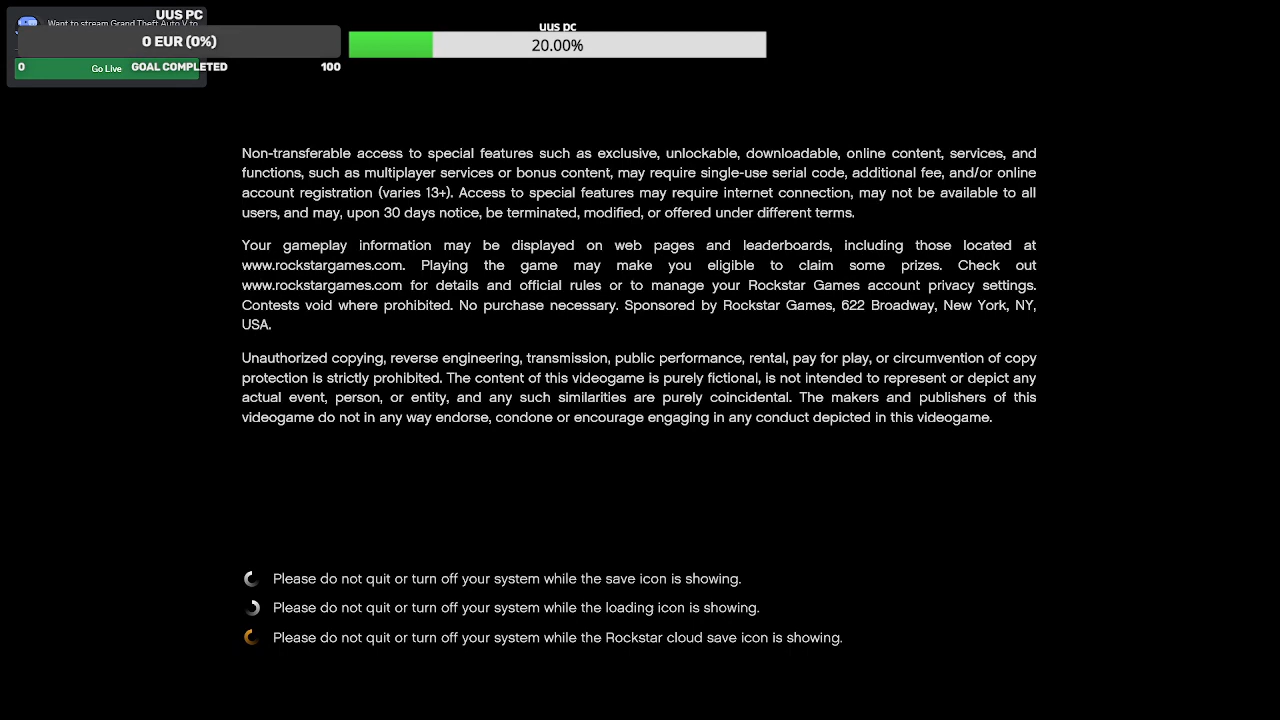 UUS PC
Want to stream Grand Theft Auto V to
0 EUR (0%)
0
Go Live
GOAL COMPLETED
100
UUS DC
20.00%
Non-transferable access to special features such as exclusive, unlockable, downloadable, online content, services, and
functions, such as multiplayer services or bonus content, may require single-use serial code, additional fee, and/or online
account registration (varies 13+). Access to special features may require internet connection, may not be available to all
users, and may, upon 30 days notice, be terminated, modified, or offered under different terms.
Your gameplay information may be displayed on web pages and leaderboards, including those located at
www.rockstargames.com. Playing the game may make you eligible to claim some prizes. Check out
www.rockstargames.com for details and official rules or to manage your Rockstar Games account privacy settings.
Contests void where prohibited. No purchase necessary. Sponsored by Rockstar Games, 622 Broadway, New York, NY,
USA.
Unauthorized copying, reverse engineering, transmission, public performance, rental, pay for play, or circumvention of copy
protection is strictly prohibited. The content of this videogame is purely fictional, is not intended to represent or depict any
actual event, person, or entity, and any such similarities are purely coincidental. The makers and publishers of this
videogame do not in any way endorse, condone or encourage engaging in any conduct depicted in this videogame.
Please do not quit or turn off your system while the save icon is showing.
Please do not quit or turn off your system while the loading icon is showing.
Please do not quit or turn off your system while the Rockstar cloud save icon is showing.